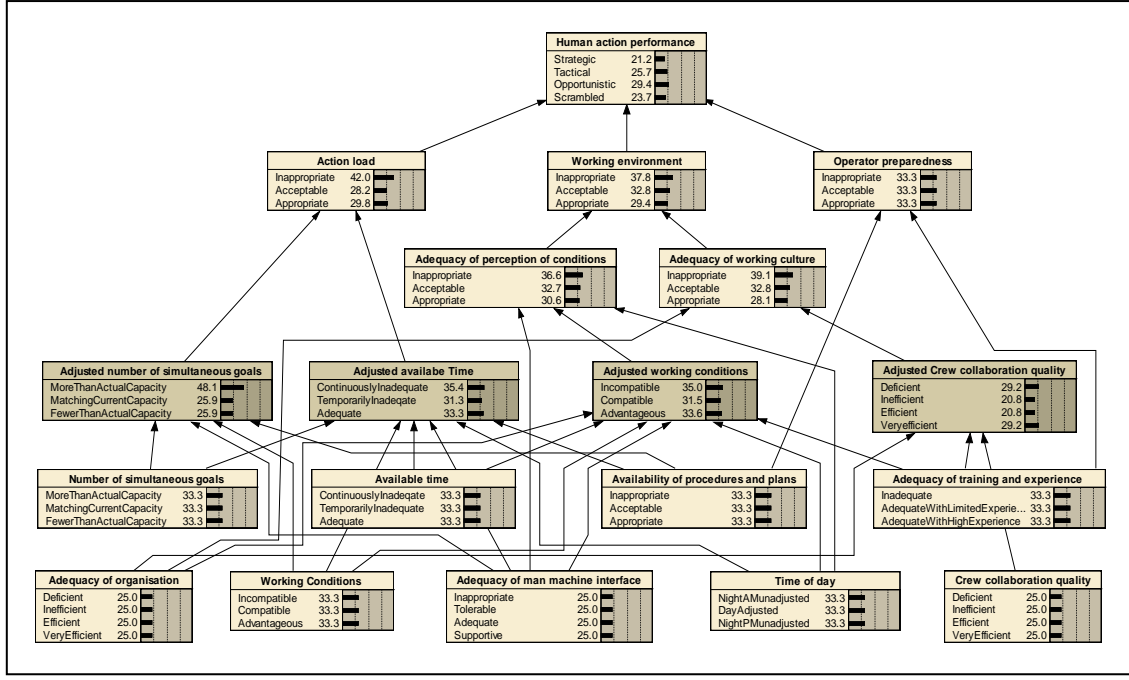 Human action performance
Strategic 21.2
Tactical 25.7
Opportunistic 29.4
Scrambled 23.7
Action load
Inappropriate 42.0
Acceptable 28.2
Appropriate 29.8
Working environment
Inappropriate 37.8
Acceptable 32.8
Appropriate 29.4
Operator preparedness
Inappropriate 33.3
Acceptable 33.3
Appropriate 33.3
Adequacy of perception of conditions
Inappropriate 36.6
Acceptable 32.7
Appropriate 30.6
Adequacy of working culture
Inappropriate 39.1
Acceptable 32.8
Appropriate 28.1
Adjusted number of simultaneous goals
MoreThanActualCapacity 48.1
MatchingCurrentCapacity 25.9
FewerThanActualCapacity 25.9
Adjusted availabe Time
ContinuouslyInadequate 35.4
TemporarilyInadeqate 31.3
Adequate 33.3
Adjusted working conditions
Incompatible 35.0
Compatible 31.5
Advantageous 33.6
Adjusted Crew collaboration quality
Deficient 29.2
Inefficient 20.8
Efficient 20.8
Veryefficient 29.2
Number of simultaneous goals
MoreThanActualCapacity 33.3
MatchingCurrentCapacity 33.3
FewerThanActualCapacity 33.3
Available time
ContinuouslyInadeqate 33.3
TemporarilyInadequate 33.3
Adequate 33.3
Availability of procedures and plans
Inappropriate 33.3
Acceptable 33.3
Appropriate 33.3
Adequacy of training and experience
Inadequate 33.3
AdequateWithLimitedExperie... 33.3
AdequateWithHighExperience 33.3
Adequacy of organisation
Deficient 25.0
Inefficient 25.0
Efficient 25.0
VeryEfficient 25.0
Working Conditions
Incompatible 33.3
Compatible 33.3
Advantageous 33.3
Adequacy of man machine interface
Inappropriate 25.0
Tolerable 25.0
Adequate 25.0
Supportive 25.0
Time of day
NightAMunadjusted 33.3
DayAdjusted 33.3
NightPMunadjusted 33.3
Crew collaboration quality
Deficient 25.0
Inefficient 25.0
Efficient 25.0
VeryEfficient 25.0